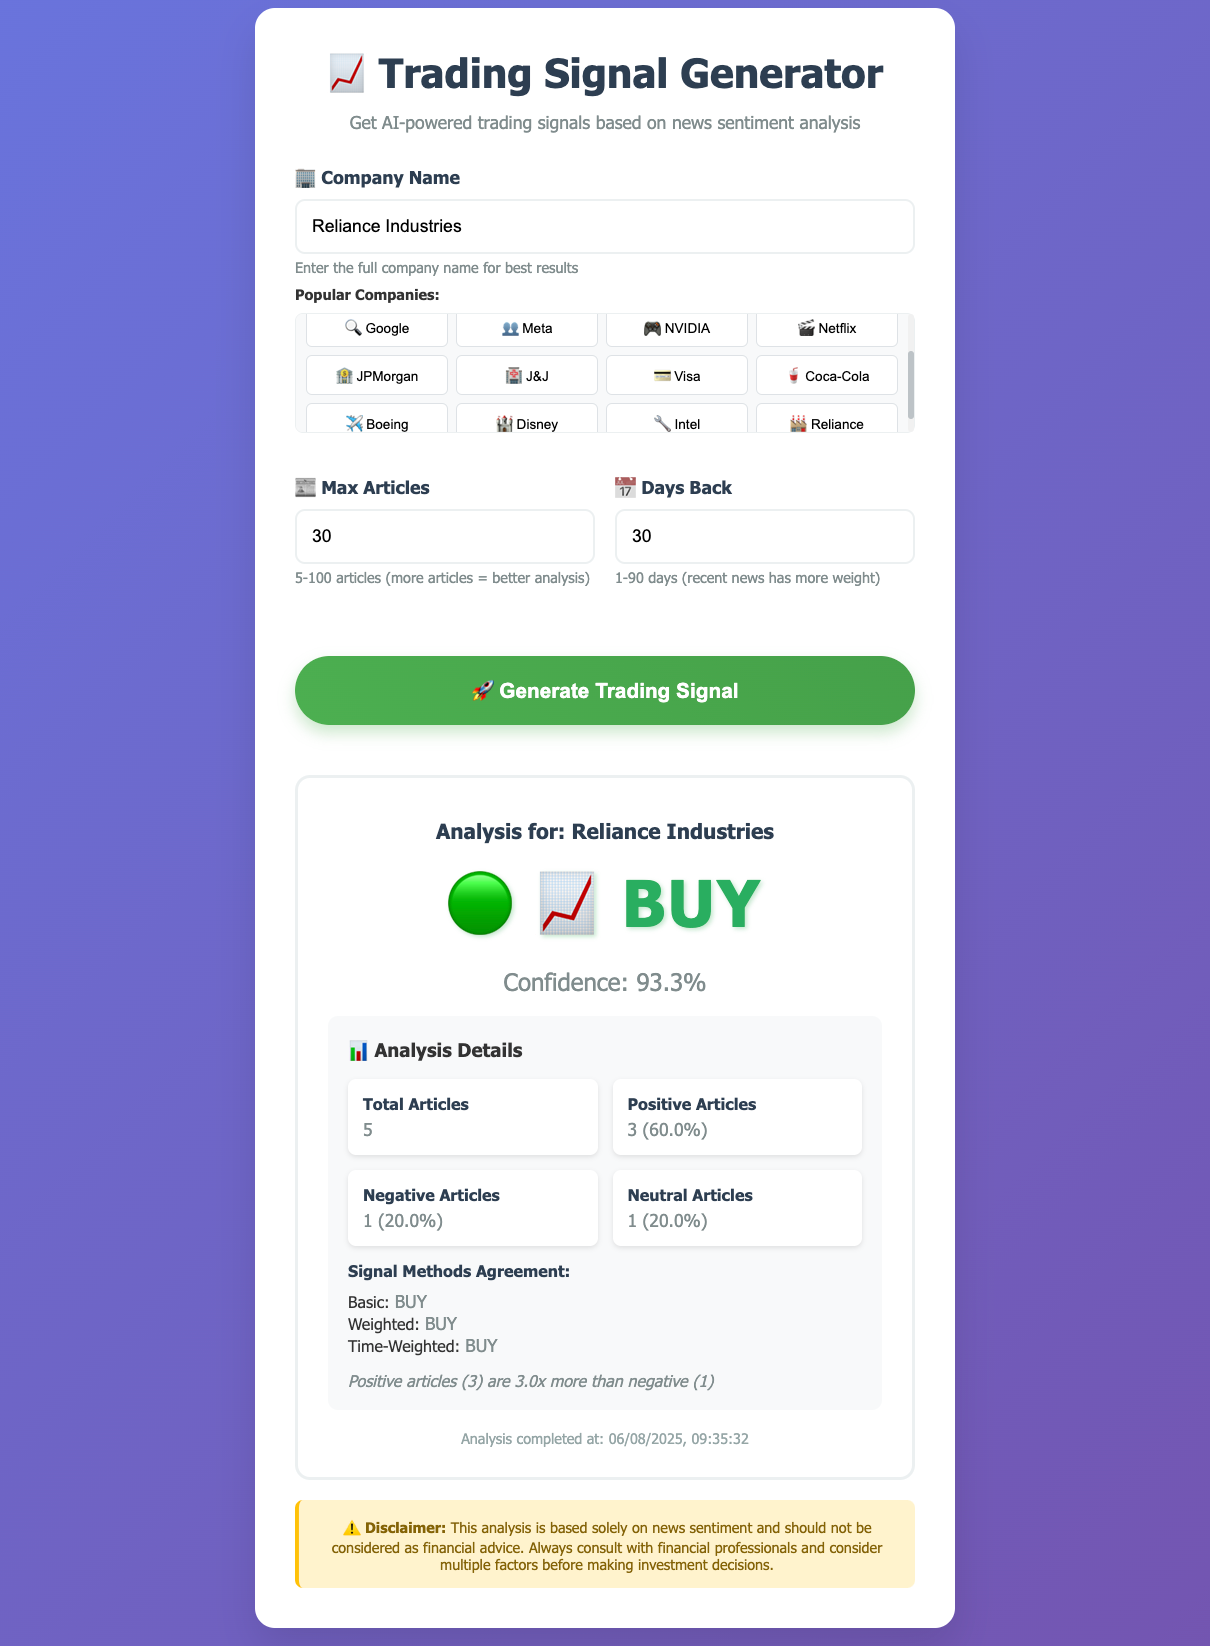 📈 Trading Signal Generator
Get AI-powered trading signals based on news sentiment analysis
🏢 Company Name
Reliance Industries
Enter the full company name for best results
Popular Companies:
🔍 Google 👥 Meta 🎮 NVIDIA 🎬 Netflix
🏦 JPMorgan 🏥 J&J 💳 Visa 🥤 Coca-Cola
✈️ Boeing 🏰 Disney 🔧 Intel 🏭 Reliance
📰 Max Articles 📅 Days Back
30 30
5-100 articles (more articles = better analysis) 1-90 days (recent news has more weight)
🚀 Generate Trading Signal
Analysis for: Reliance Industries
🟢 📈 BUY
Confidence: 93.3%
📊 Analysis Details
Total Articles
5
Positive Articles
3 (60.0%)
Negative Articles
1 (20.0%)
Neutral Articles
1 (20.0%)
Signal Methods Agreement:
Basic: BUY
Weighted: BUY
Time-Weighted: BUY
Positive articles (3) are 3.0x more than negative (1)
Analysis completed at: 06/08/2025, 09:35:32
⚠️ Disclaimer: This analysis is based solely on news sentiment and should not be
considered as financial advice. Always consult with financial professionals and consider
multiple factors before making investment decisions.